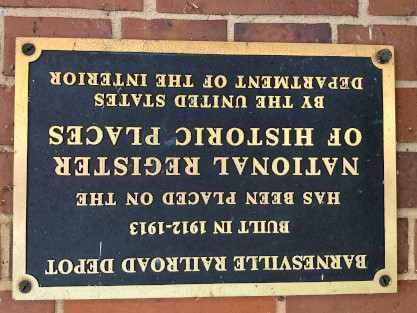 BARNESVILLE RAILROAD DEPOT
BUILT IN 1912-1913
HAS BEEN PLACED ON THE
NATIONAL REGISTER
OF HISTORIC PLACES
BY THE UNITED STATES
DEPARTMENT OF THE INTERIOR